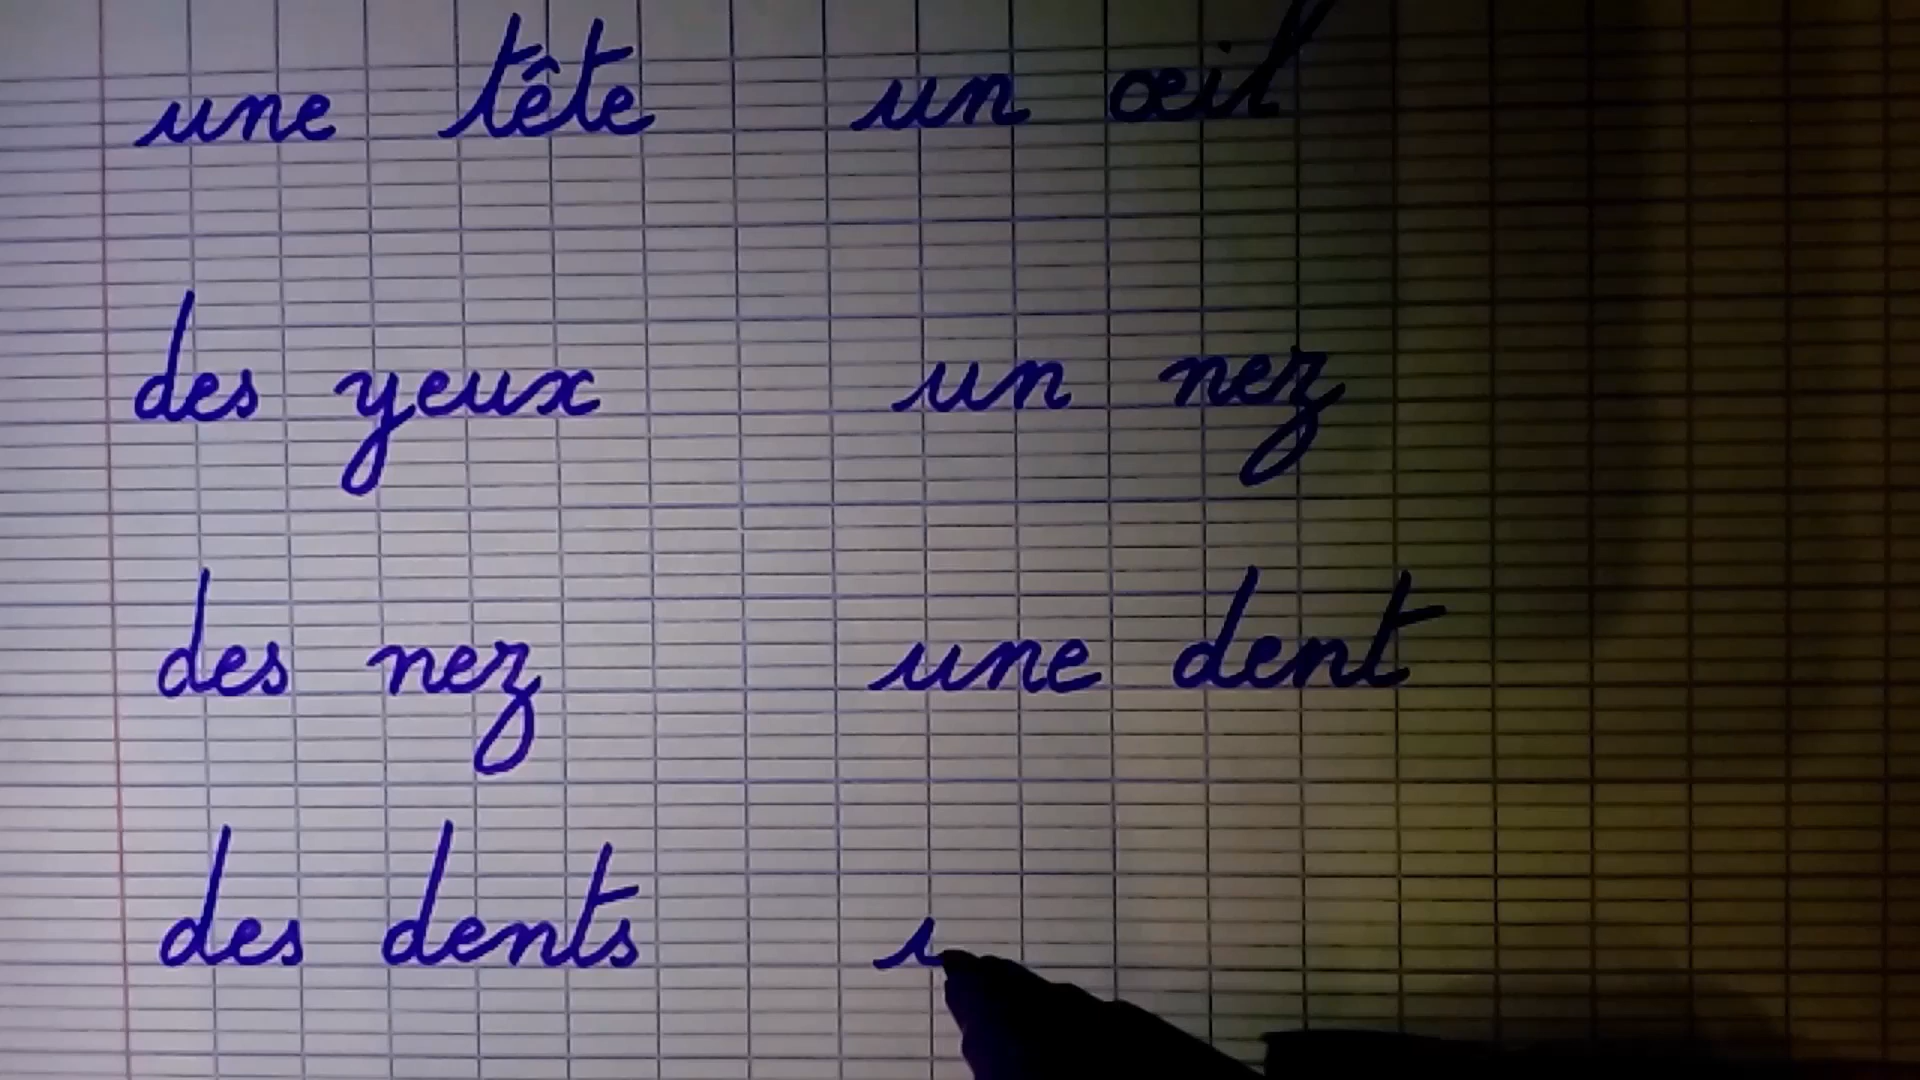 une tête un œil
des yeux un nez
des nez une dent
des dents